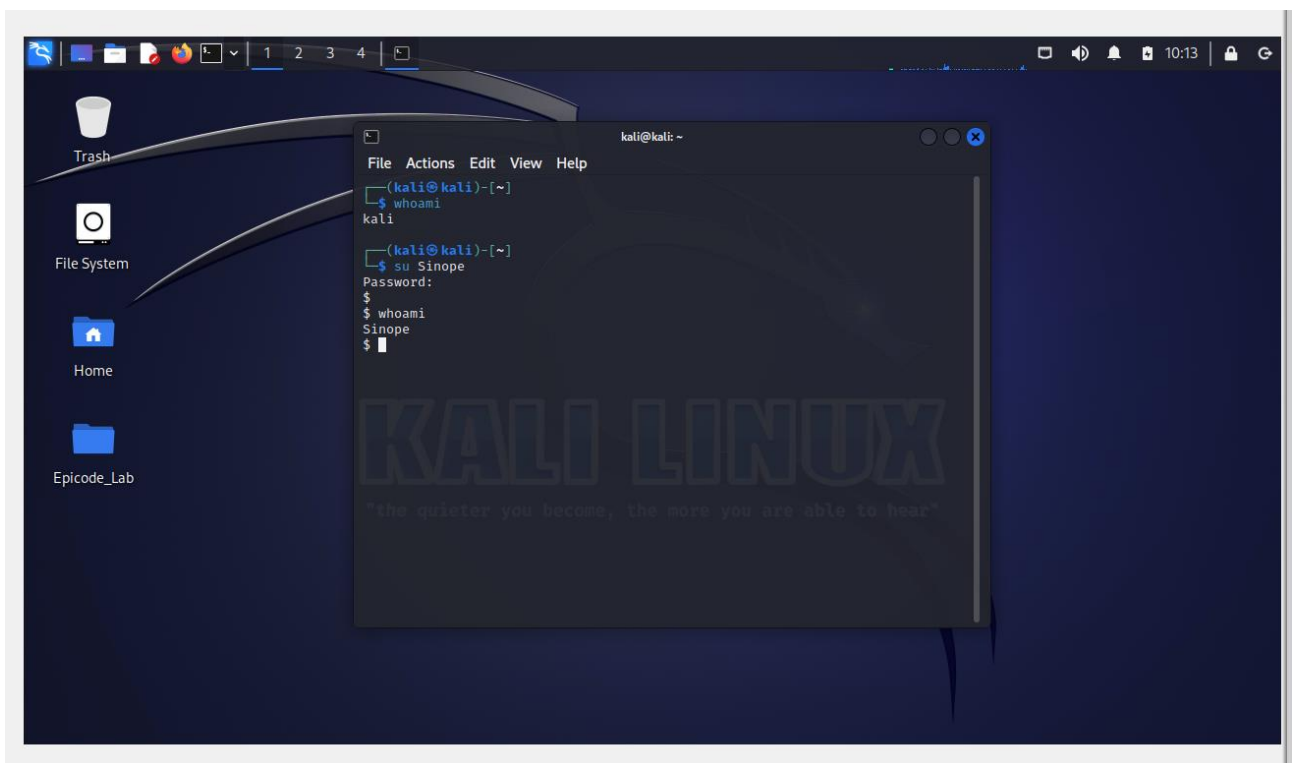 1 2 3 4
10:13
Trash
File System
Home
Epicode_Lab
kali@kali: ~
File Actions Edit View Help
┌──(kali㉿kali)-[~]
└─$ whoami
kali
┌──(kali㉿kali)-[~]
└─$ su Sinope
Password:
$
$ whoami
Sinope
$
KALI LINUX
"the quieter you become, the more you are able to hear"